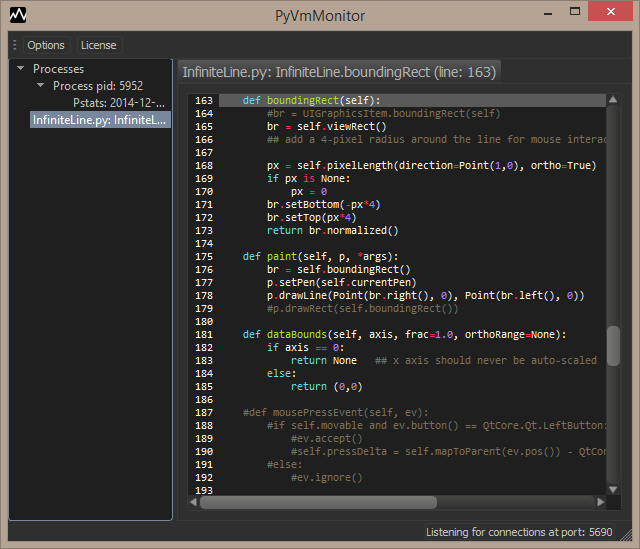 PyVmMonitor
Options License
Processes
Process pid: 5952
Pstats: 2014-12-...
InfiniteLine.py: InfiniteL...
InfiniteLine.py: InfiniteLine.boundingRect (line: 163)
163 def boundingRect(self):
164 #br = UIGraphicsItem.boundingRect(self)
165 br = self.viewRect()
166 ## add a 4-pixel radius around the line for mouse interac
167
168 px = self.pixelLength(direction=Point(1,0), ortho=True)
169 if px is None:
170 px = 0
171 br.setBottom(-px*4)
172 br.setTop(px*4)
173 return br.normalized()
174
175 def paint(self, p, *args):
176 br = self.boundingRect()
177 p.setPen(self.currentPen)
178 p.drawLine(Point(br.right(), 0), Point(br.left(), 0))
179 #p.drawRect(self.boundingRect())
180
181 def dataBounds(self, axis, frac=1.0, orthoRange=None):
182 if axis == 0:
183 return None ## x axis should never be auto-scaled
184 else:
185 return (0,0)
186
187 #def mousePressEvent(self, ev):
188 #if self.movable and ev.button() == QtCore.Qt.LeftButton:
189 #ev.accept()
190 #self.pressDelta = self.mapToParent(ev.pos()) - QtCo
191 #else:
192 #ev.ignore()
193
Listening for connections at port: 5690